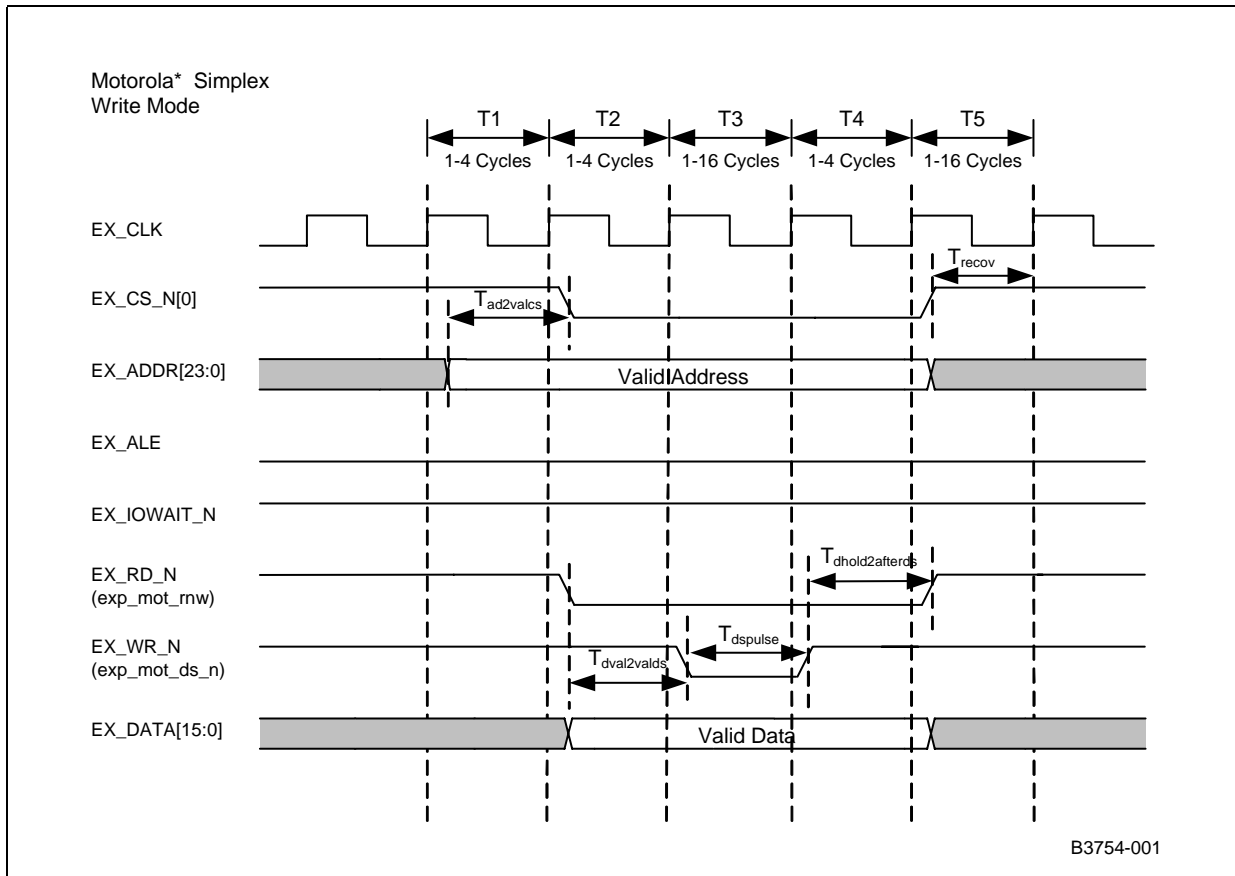 Motorola* Simplex
Write Mode
T1 T2 T3 T4 T5
1-4 Cycles 1-4 Cycles 1-16 Cycles 1-4 Cycles 1-16 Cycles
EX_CLK
Trecov
EX_CS_N[0]
Tad2valcs
EX_ADDR[23:0]
Valid Address
EX_ALE
EX_IOWAIT_N
Tdhold2afterds
EX_RD_N
(exp_mot_rnw)
Tdspulse
EX_WR_N
Tdval2valds
(exp_mot_ds_n)
EX_DATA[15:0]
Valid Data
B3754-001